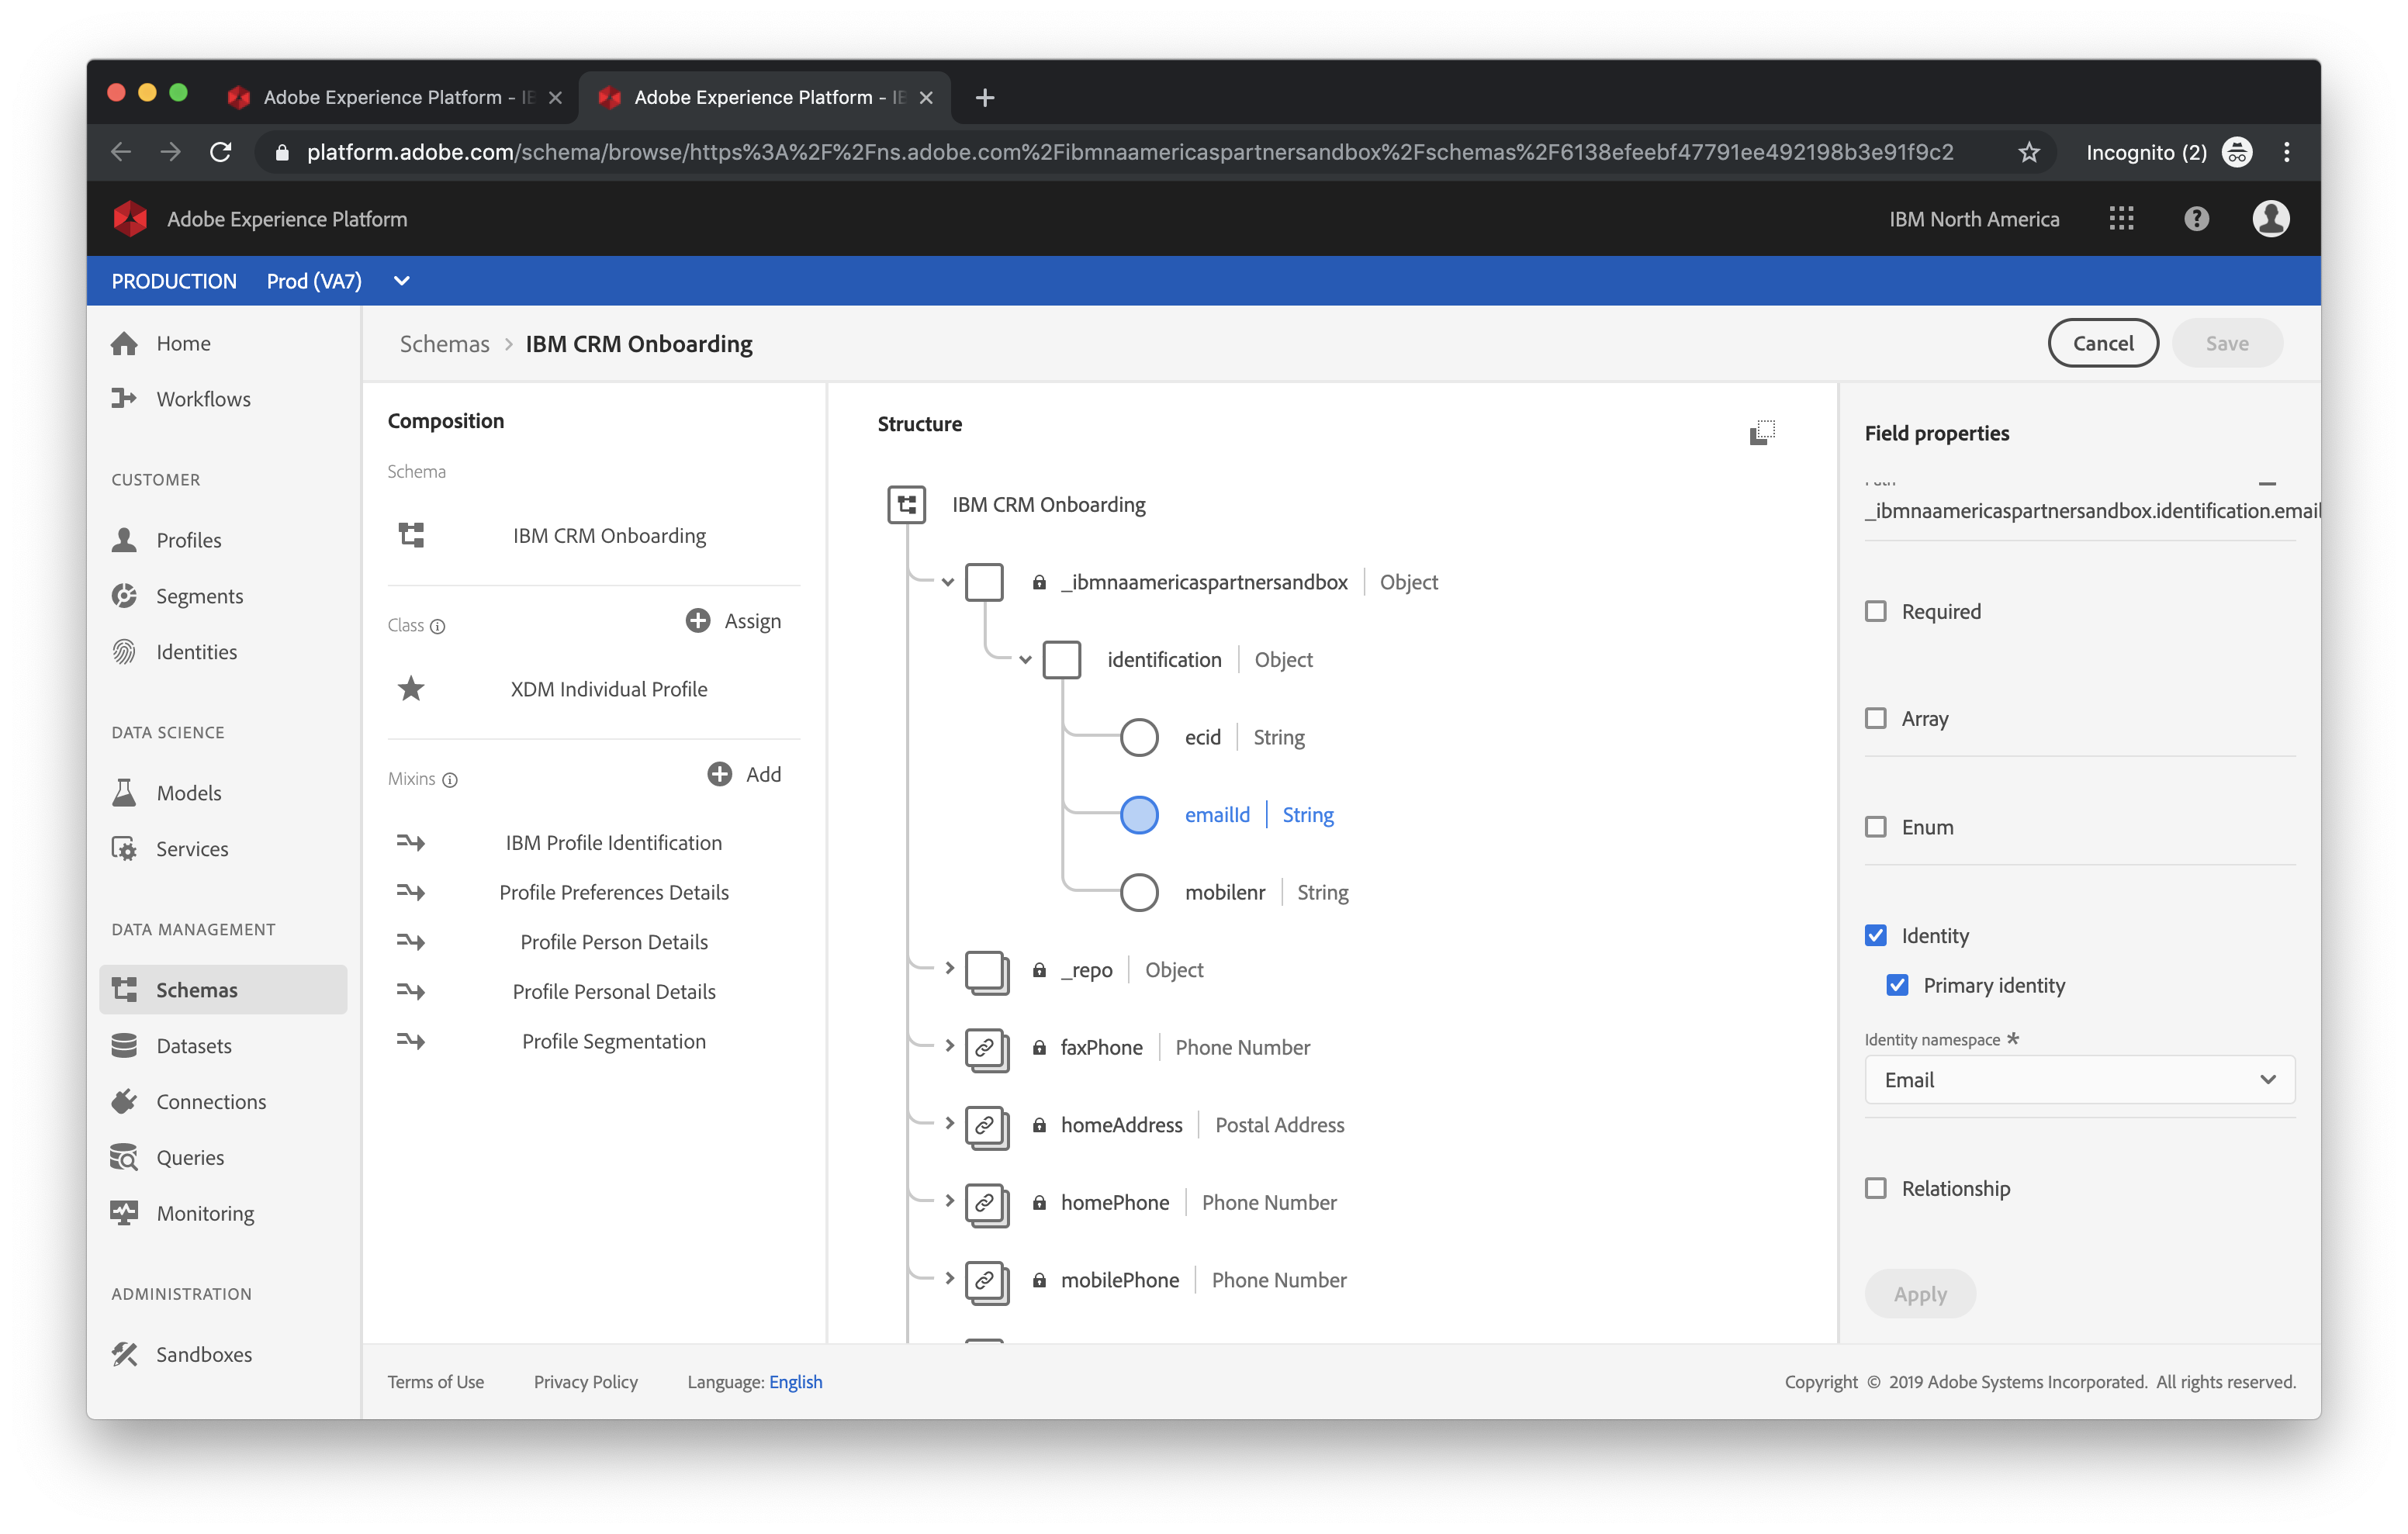 Adobe Experience Platform - IB
Adobe Experience Platform - IB
platform.adobe.com/schema/browse/https%3A%2F%2Fns.adobe.com%2Fibmnaamericaspartnersandbox%2Fschemas%2F6138efeebf47791ee492198b3e91f9c2
Incognito (2)
Adobe Experience Platform
IBM North America
PRODUCTION Prod (VA7)
Home
Workflows
CUSTOMER
Profiles
Segments
Identities
DATA SCIENCE
Models
Services
DATA MANAGEMENT
Schemas
Datasets
Connections
Queries
Monitoring
ADMINISTRATION
Sandboxes
Schemas > IBM CRM Onboarding
Cancel
Save
Composition
Schema
IBM CRM Onboarding
Class
Assign
XDM Individual Profile
Mixins
Add
IBM Profile Identification
Profile Preferences Details
Profile Person Details
Profile Personal Details
Profile Segmentation
Structure
IBM CRM Onboarding
_ibmnaamericaspartnersandbox | Object
identification | Object
ecid | String
emailId | String
mobilenr | String
_repo | Object
faxPhone | Phone Number
homeAddress | Postal Address
homePhone | Phone Number
mobilePhone | Phone Number
Field properties
Path
_ibmnaamericaspartnersandbox.identification.email
Required
Array
Enum
Identity
Primary identity
Identity namespace *
Email
Relationship
Apply
Terms of Use
Privacy Policy
Language: English
Copyright © 2019 Adobe Systems Incorporated. All rights reserved.